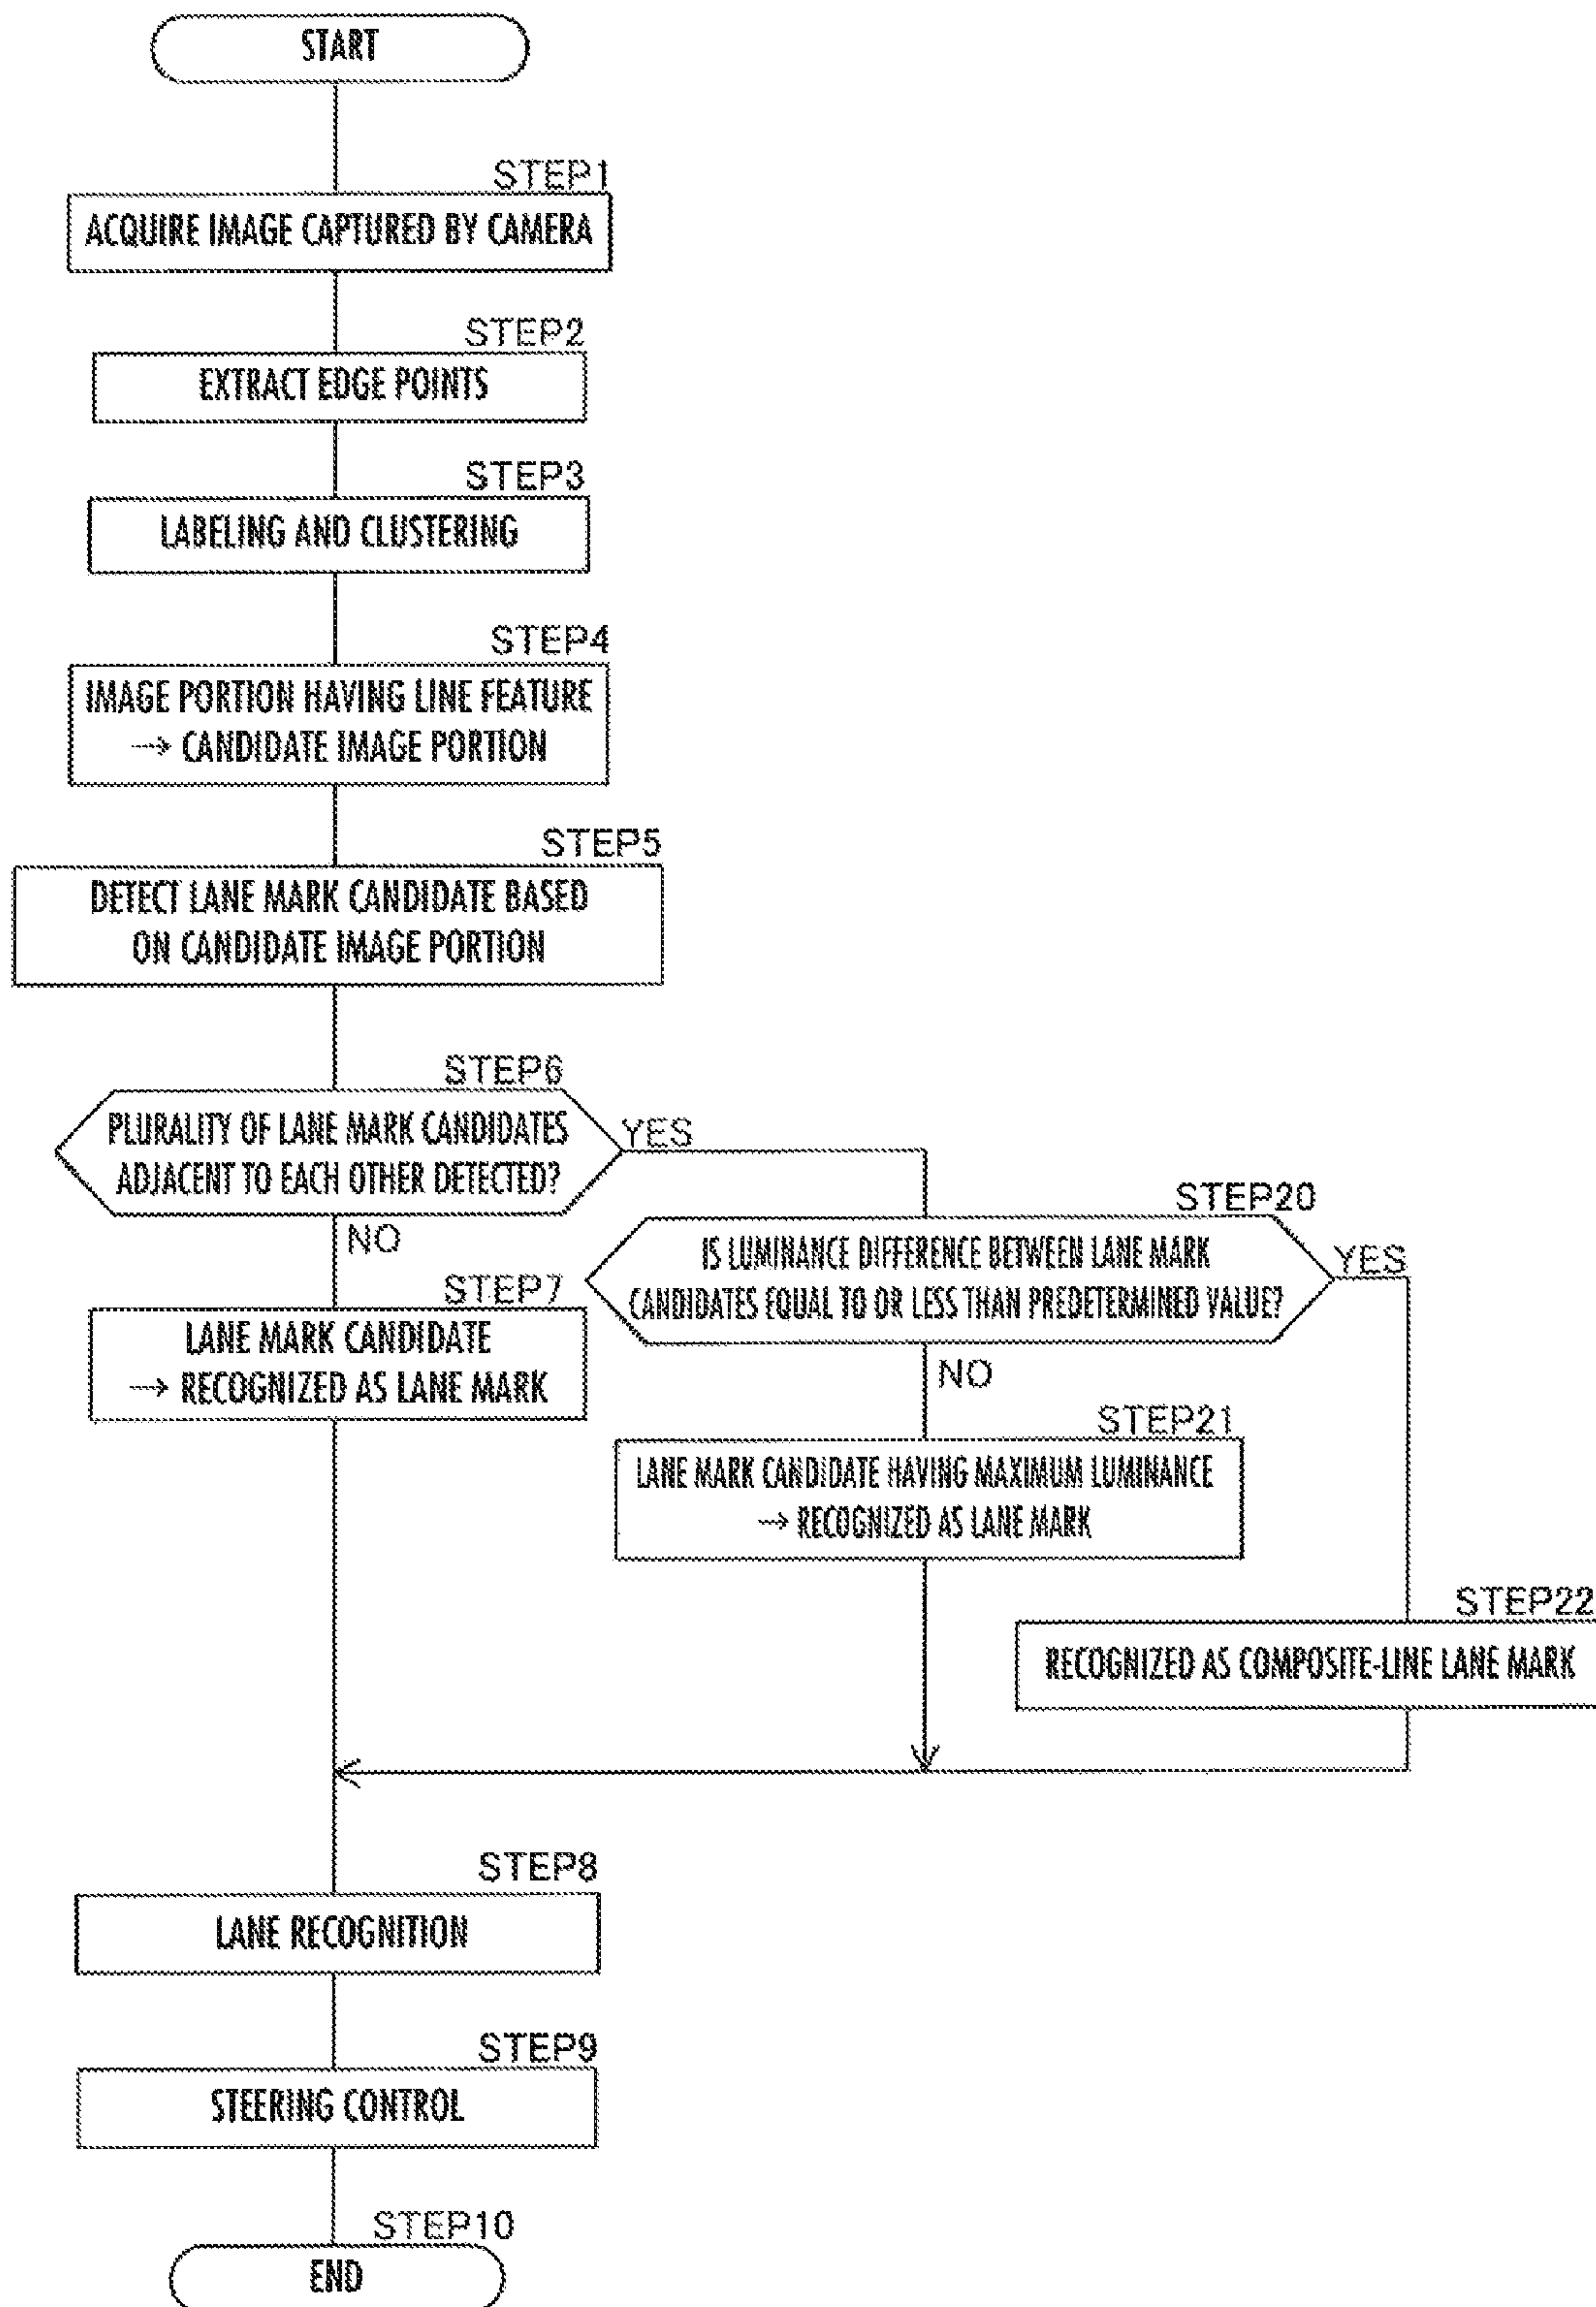 START
STEP1
ACQUIRE IMAGE CAPTURED BY CAMERA
STEP2
EXTRACT EDGE POINTS
STEP3
LABELING AND CLUSTERING
STEP4
IMAGE PORTION HAVING LINE FEATURE
→ CANDIDATE IMAGE PORTION
STEP5
DETECT LANE MARK CANDIDATE BASED
ON CANDIDATE IMAGE PORTION
STEP6
PLURALITY OF LANE MARK CANDIDATES
ADJACENT TO EACH OTHER DETECTED?
YES
NO
STEP20
IS LUMINANCE DIFFERENCE BETWEEN LANE MARK
CANDIDATES EQUAL TO OR LESS THAN PREDETERMINED VALUE?
YES
NO
STEP7
LANE MARK CANDIDATE
→ RECOGNIZED AS LANE MARK
STEP21
LANE MARK CANDIDATE HAVING MAXIMUM LUMINANCE
→ RECOGNIZED AS LANE MARK
STEP22
RECOGNIZED AS COMPOSITE-LINE LANE MARK
STEP8
LANE RECOGNITION
STEP9
STEERING CONTROL
STEP10
END